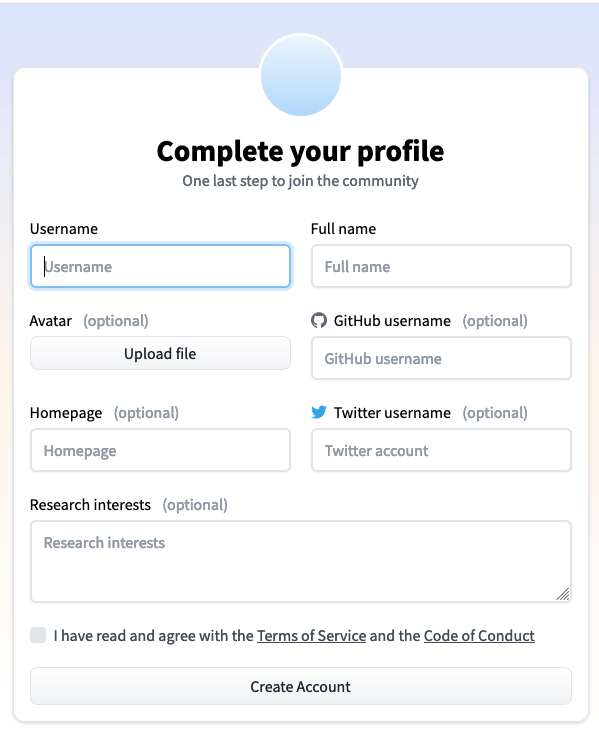 Complete your profile
One last step to join the community
Username Full name
Username Full name
Avatar (optional) GitHub username (optional)
Upload file GitHub username
Homepage (optional) Twitter username (optional)
Homepage Twitter account
Research interests (optional)
Research interests
I have read and agree with the Terms of Service and the Code of Conduct
Create Account